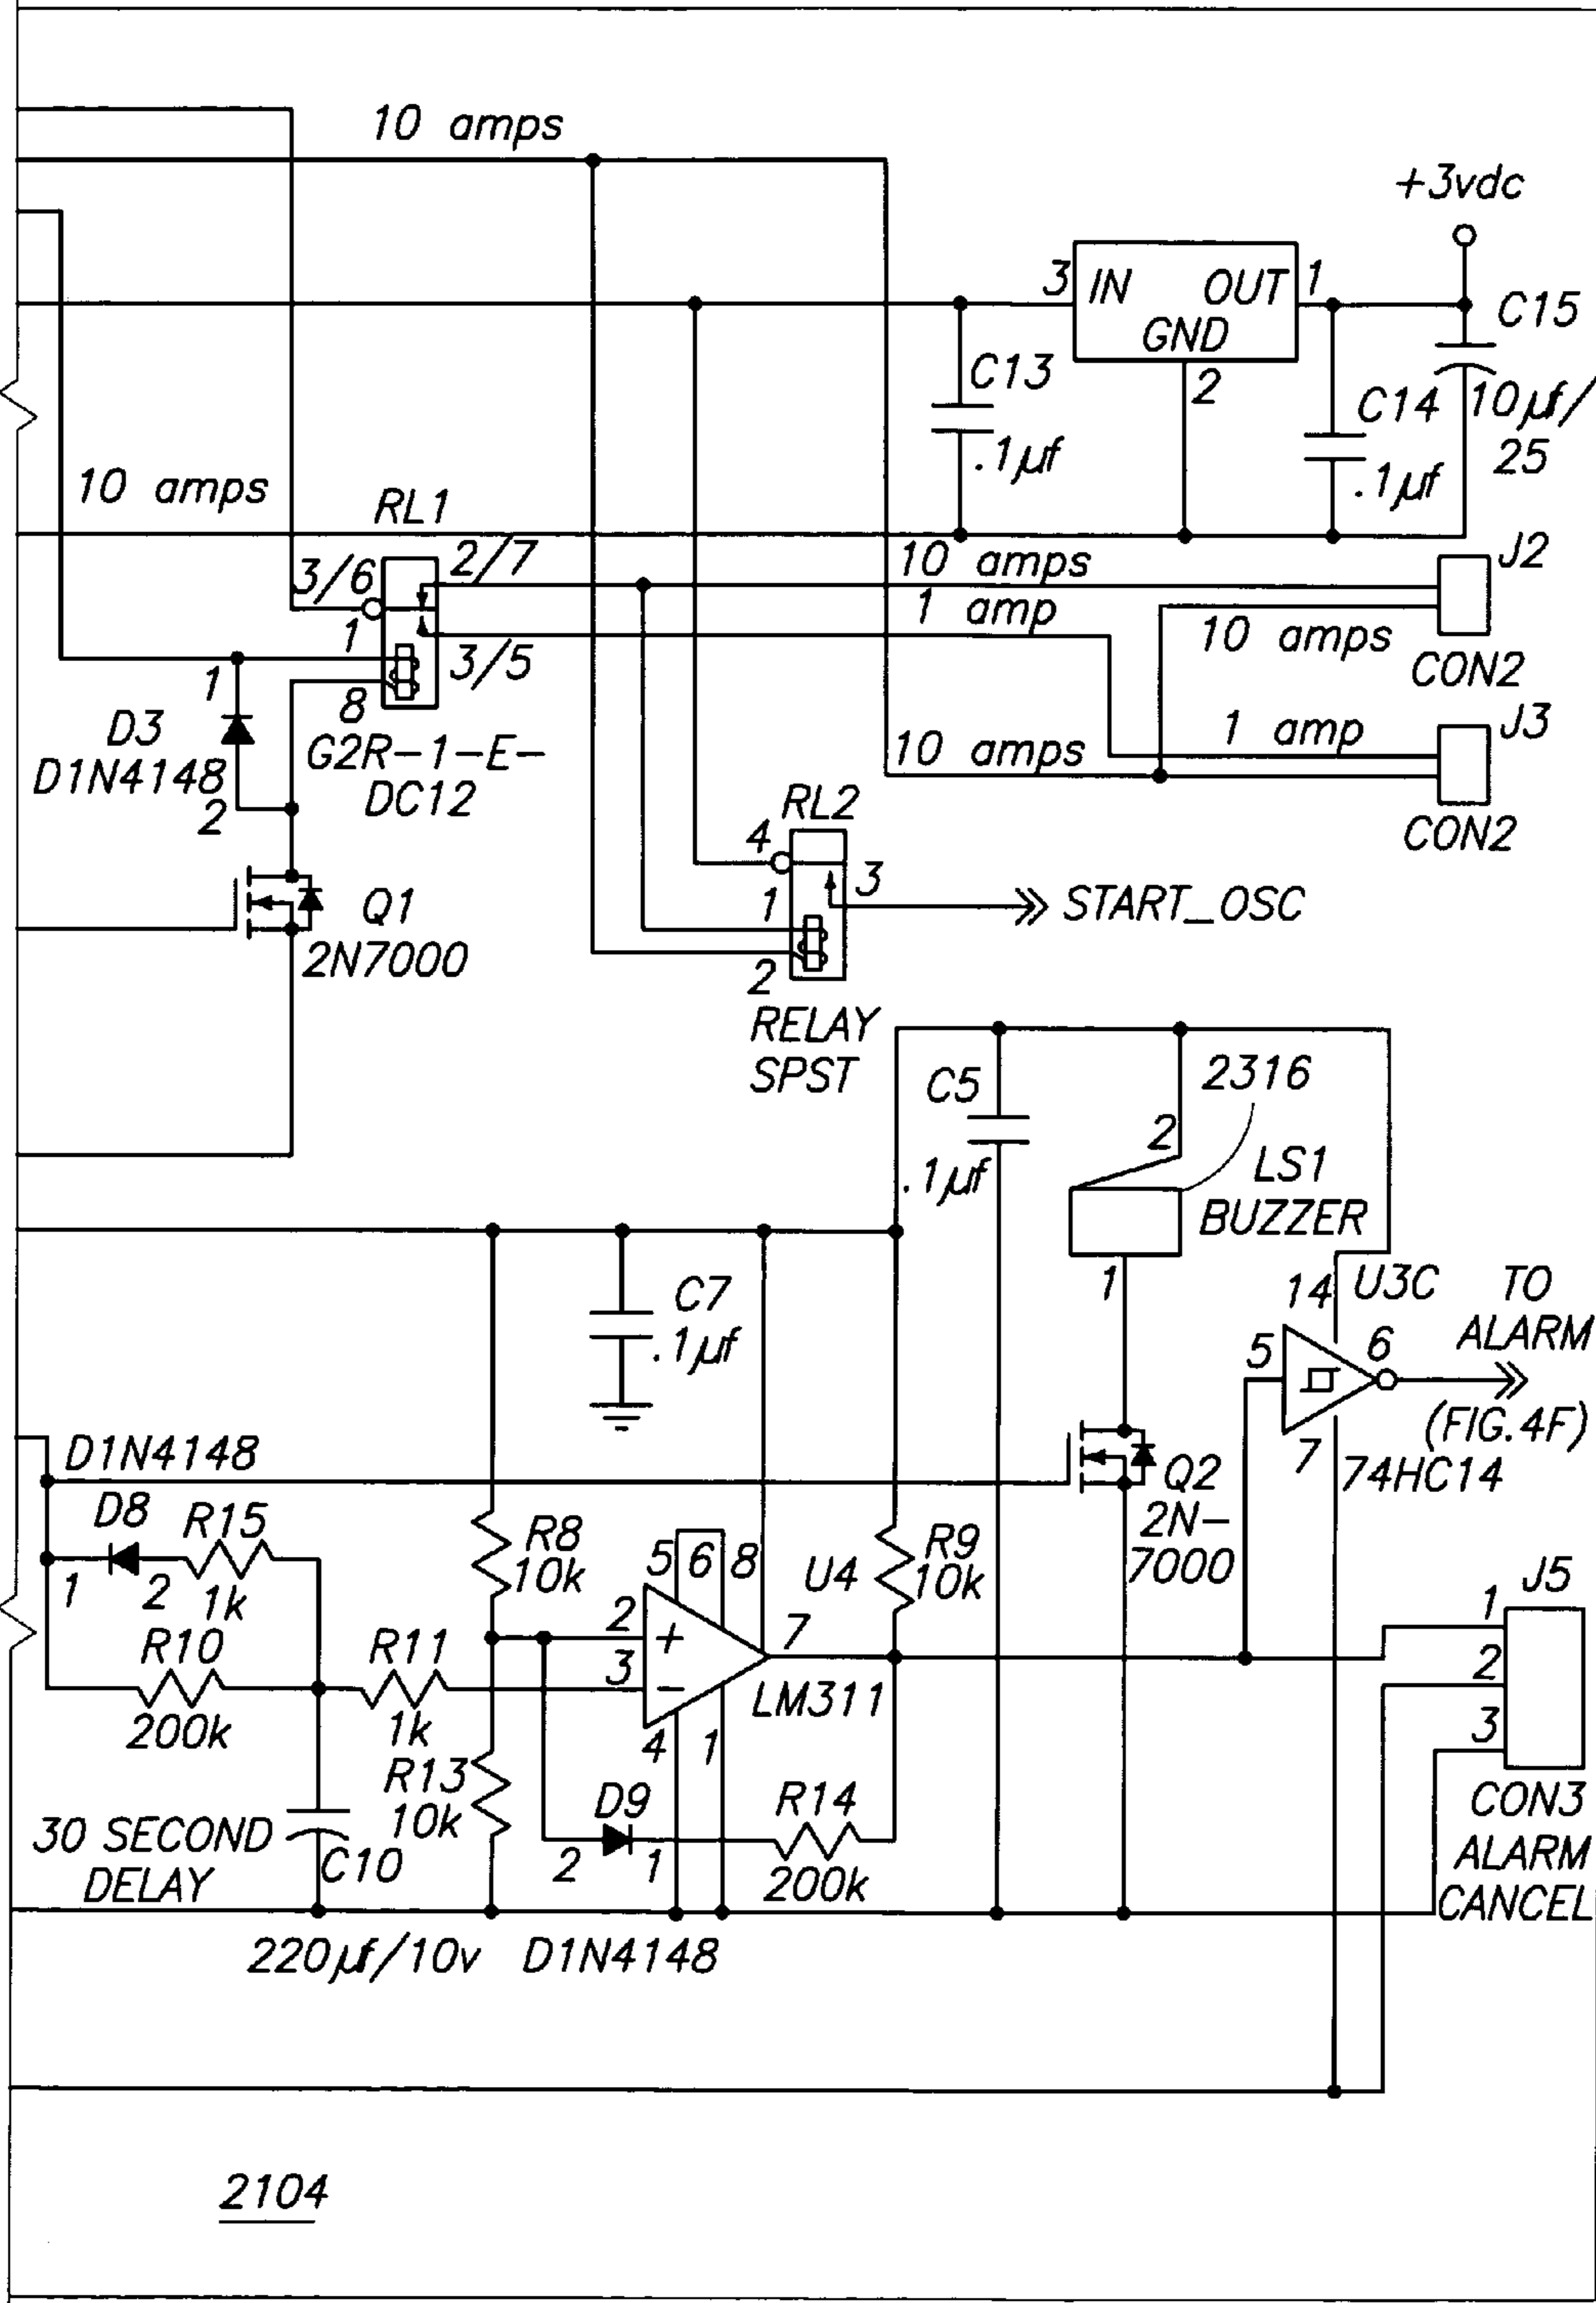 10 amps
+3vdc
3 IN OUT 1
GND
2
C15
10µf/
25
C13
.1µf
C14
.1µf
10 amps
RL1
3/6
2/7
1
3/5
8
10 amps
1 amp
10 amps
J2
CON2
1
D3
D1N4148
2
G2R-1-E-
DC12
10 amps
1 amp
J3
CON2
RL2
4
3
1
2
START_OSC
Q1
2N7000
RELAY
SPST
C5
.1µf
2316
2
LS1
BUZZER
1
C7
.1µf
14 U3C
5
6
7
74HC14
TO
ALARM
(FIG.4F)
D1N4148
D8
R15
1
2
1k
R10
200k
R11
1k
R8
10k
5 6 8
U4
R9
10k
2 +
3 −
7
LM311
4 1
Q2
2N-
7000
J5
1
2
3
CON3
ALARM
CANCEL
R13
10k
D9
2
1
R14
200k
30 SECOND
DELAY
C10
220µf/10v
D1N4148
2104